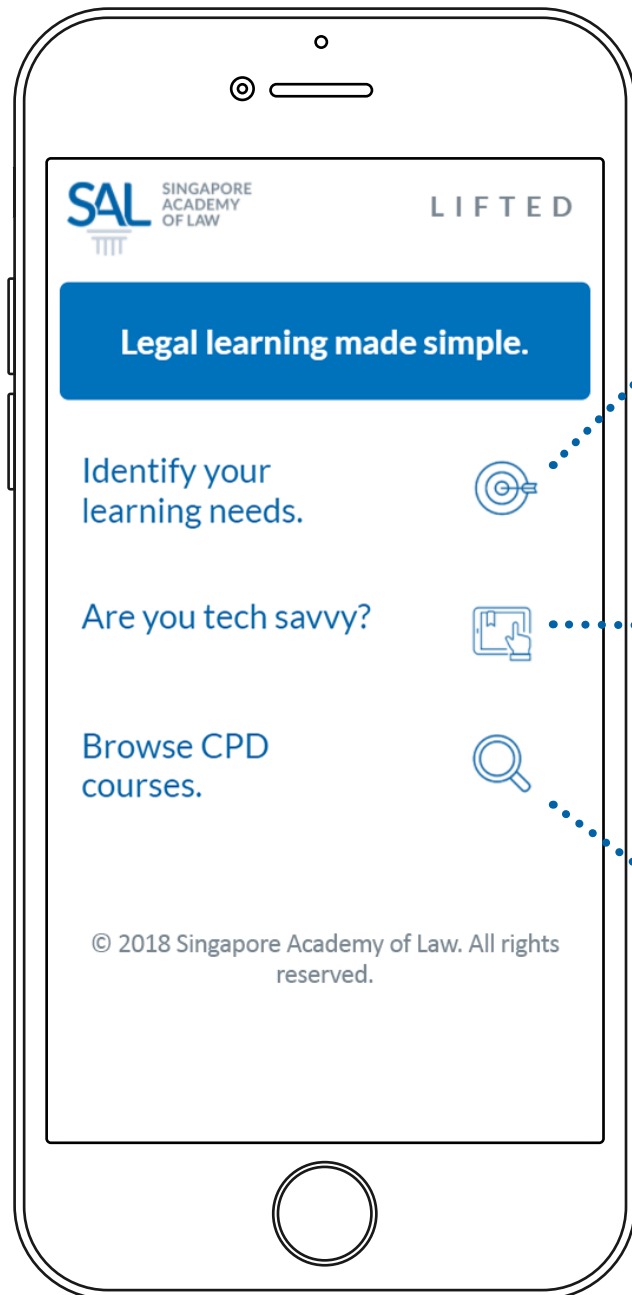 SAL
SINGAPORE
ACADEMY
OF LAW
LIFTED
Legal learning made simple.
Identify your
learning needs.
Are you tech savvy?
Browse CPD
courses.
© 2018 Singapore Academy of Law. All rights
reserved.